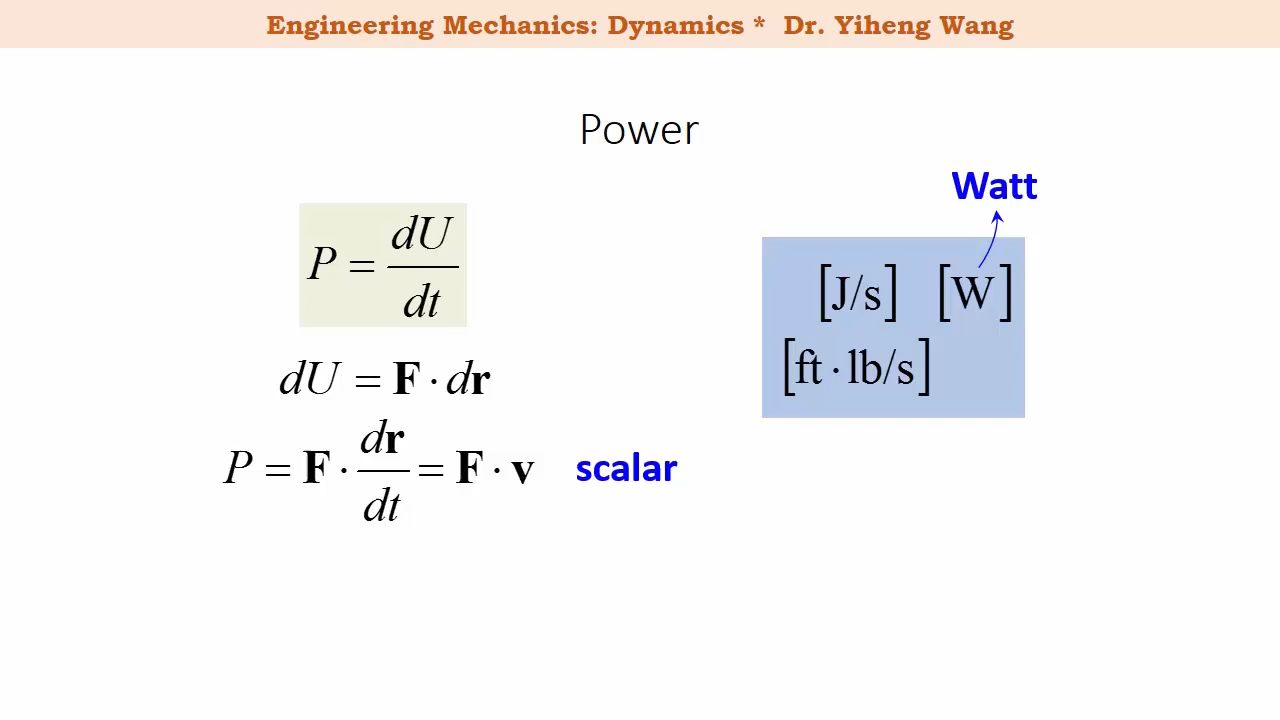 Engineering Mechanics: Dynamics * Dr. Yiheng Wang
Power
Watt
P = dU/dt
[J/s] [W]
[ft · lb/s]
dU = F · dr
P = F · dr/dt = F · v scalar